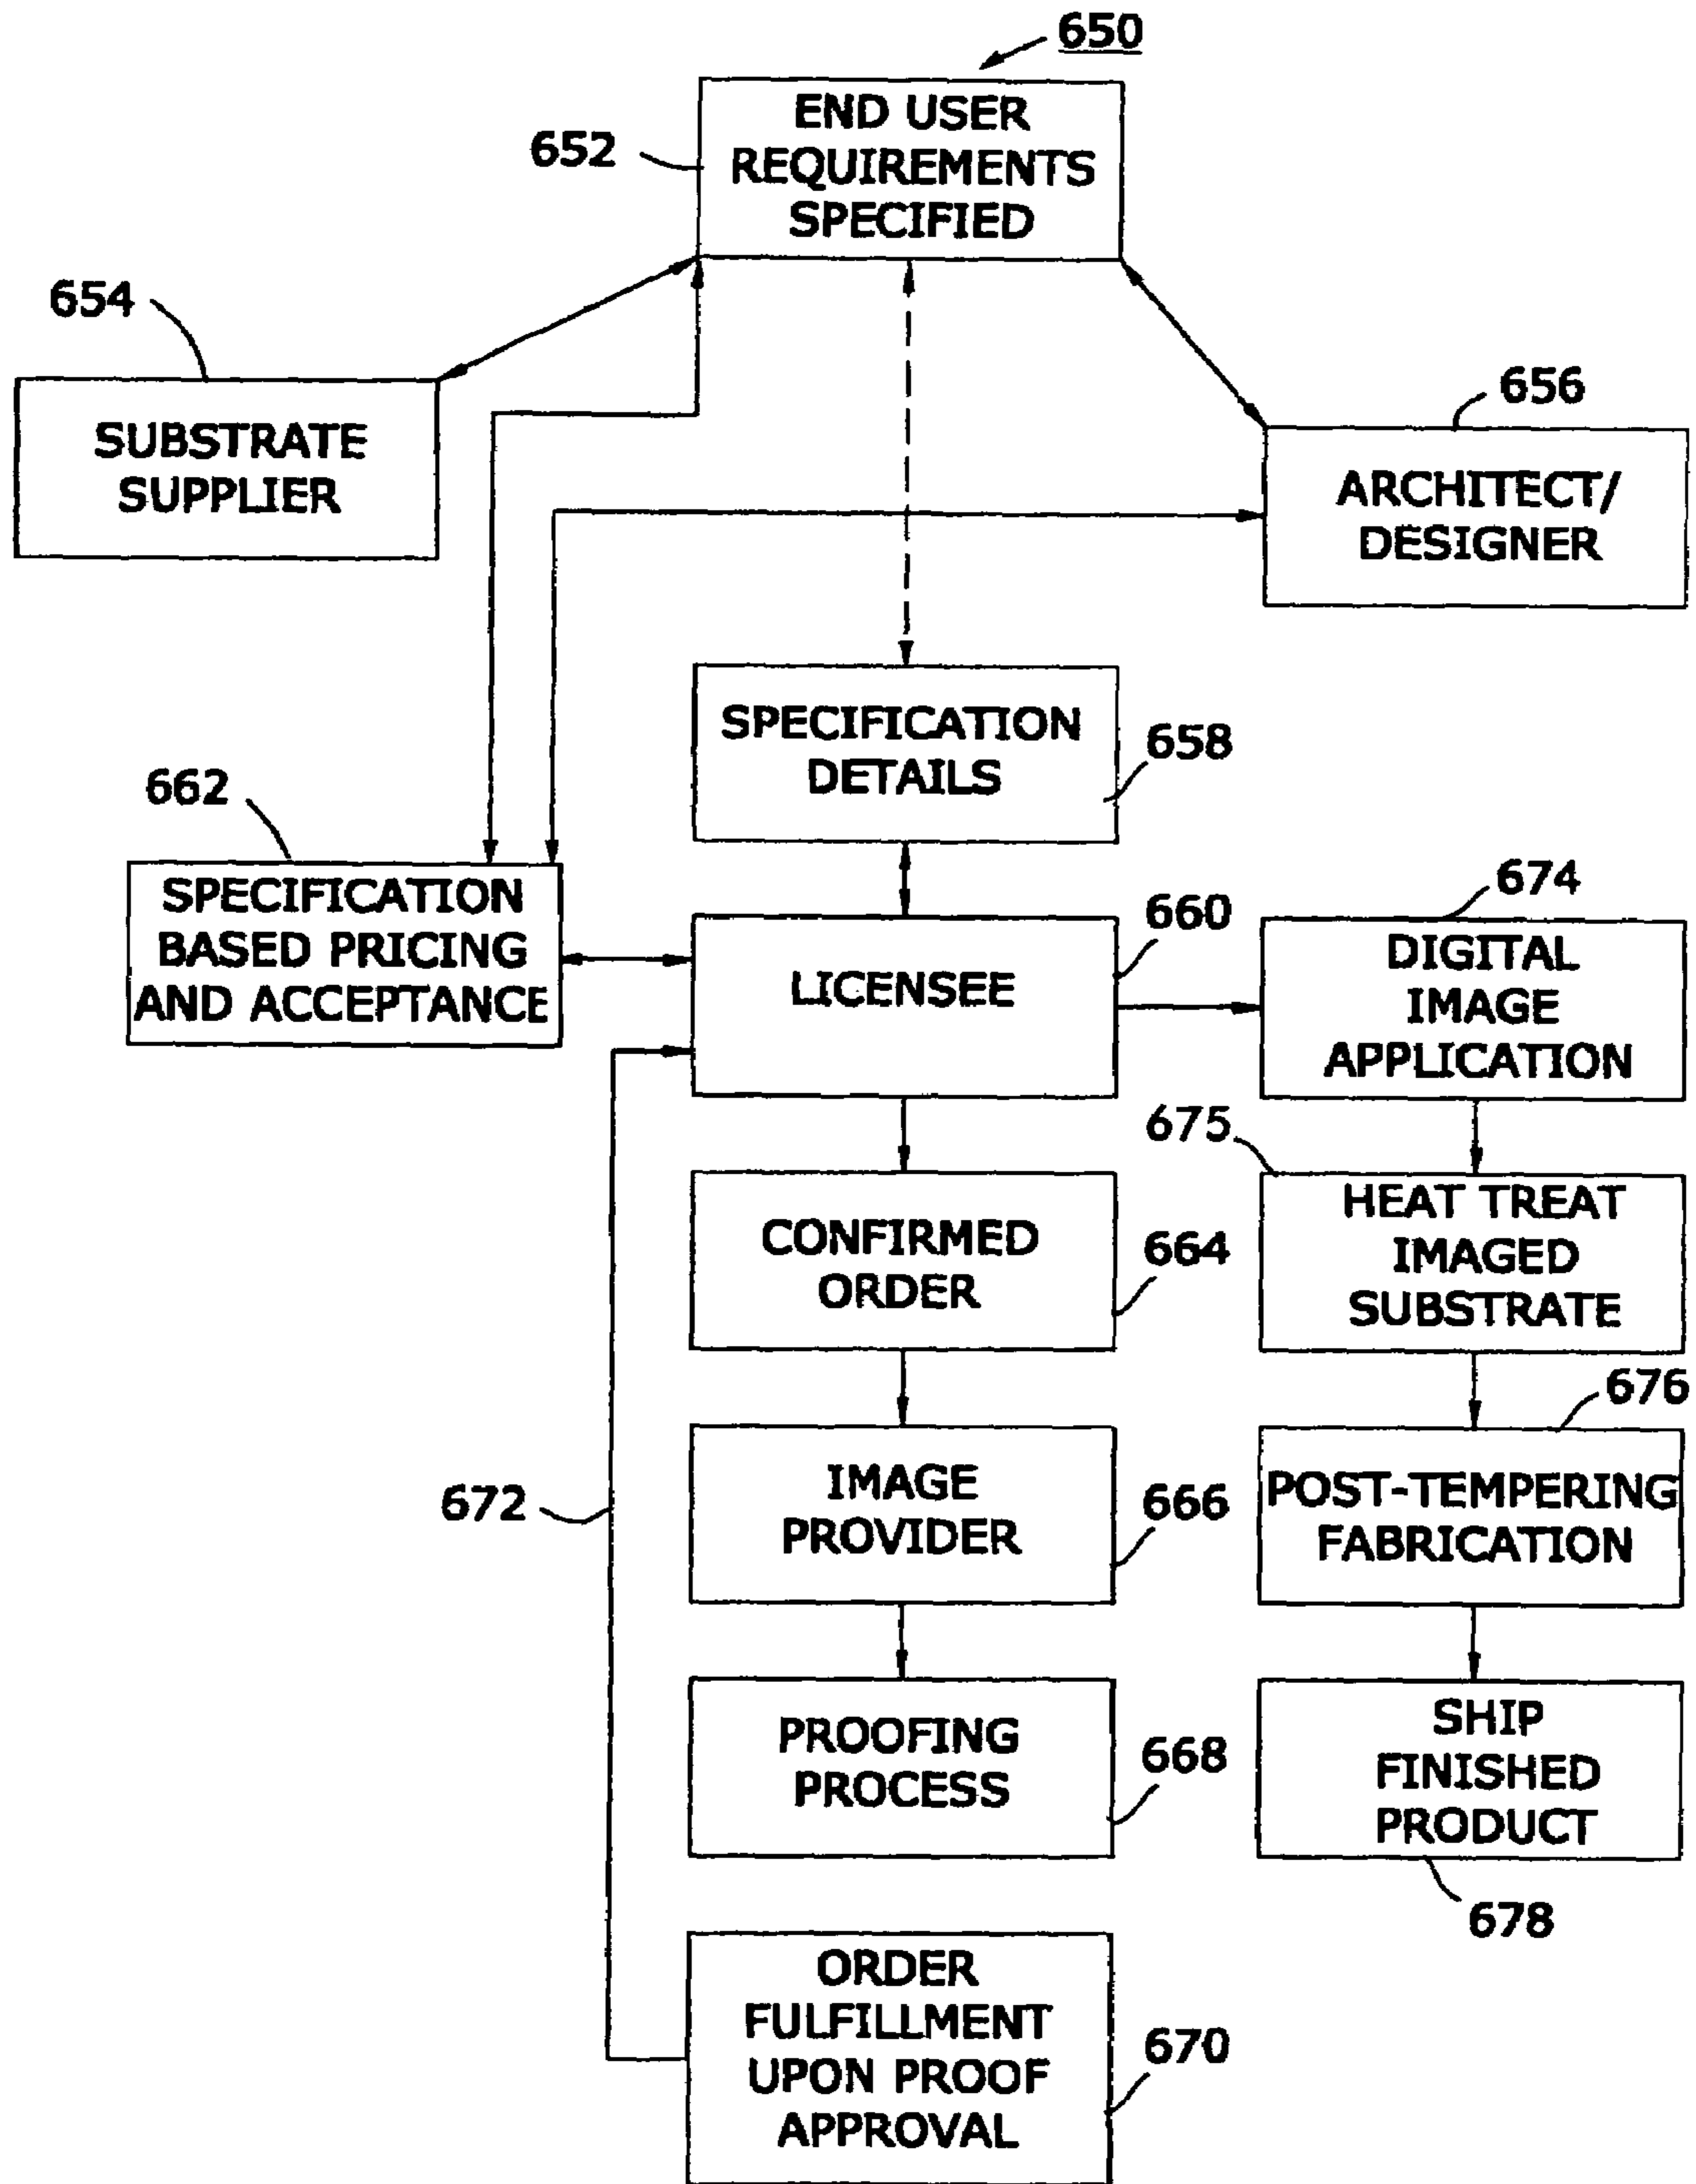 650
END USER
REQUIREMENTS
SPECIFIED
652
654
SUBSTRATE
SUPPLIER
656
ARCHITECT/
DESIGNER
SPECIFICATION
DETAILS
658
662
SPECIFICATION
BASED PRICING
AND ACCEPTANCE
660
LICENSEE
674
DIGITAL
IMAGE
APPLICATION
CONFIRMED
ORDER
664
675
HEAT TREAT
IMAGED
SUBSTRATE
672
IMAGE
PROVIDER
666
676
POST-TEMPERING
FABRICATION
PROOFING
PROCESS
668
SHIP
FINISHED
PRODUCT
678
ORDER
FULFILLMENT
UPON PROOF
APPROVAL
670